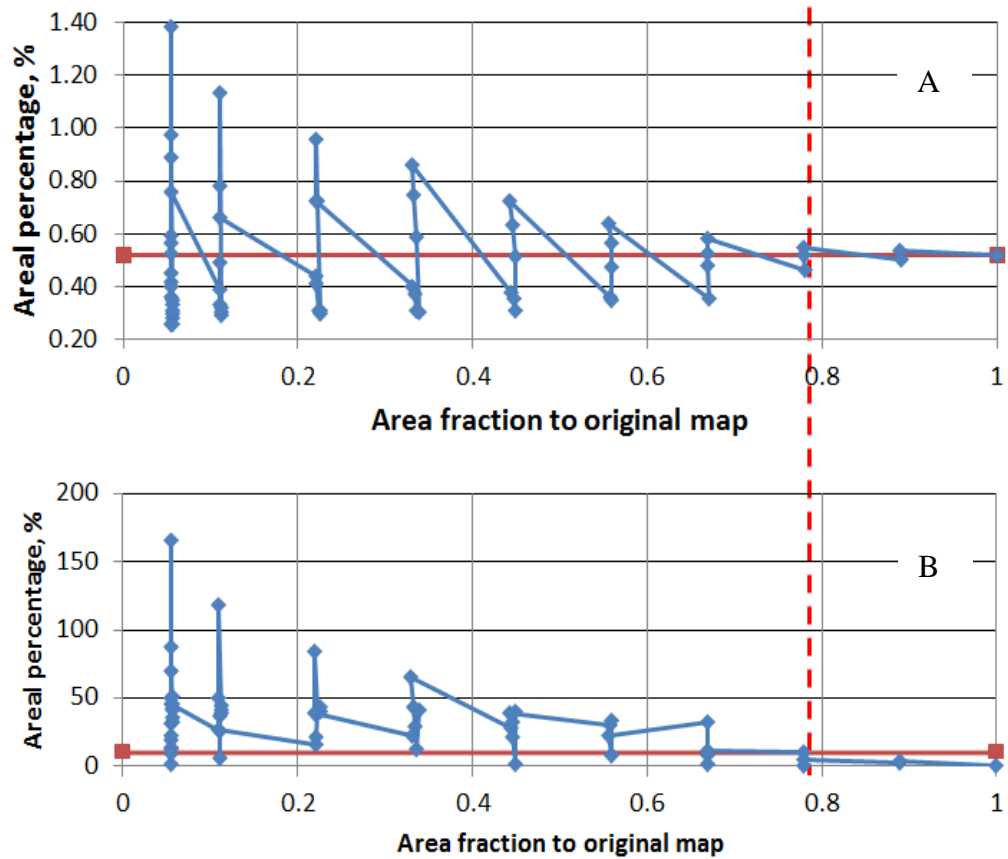 Areal percentage, %
1.40
1.20
1.00
0.80
0.60
0.40
0.20
A
0 0.2 0.4 0.6 0.8 1
Area fraction to original map
Areal percentage, %
200
150
100
50
0
B
0 0.2 0.4 0.6 0.8 1
Area fraction to original map